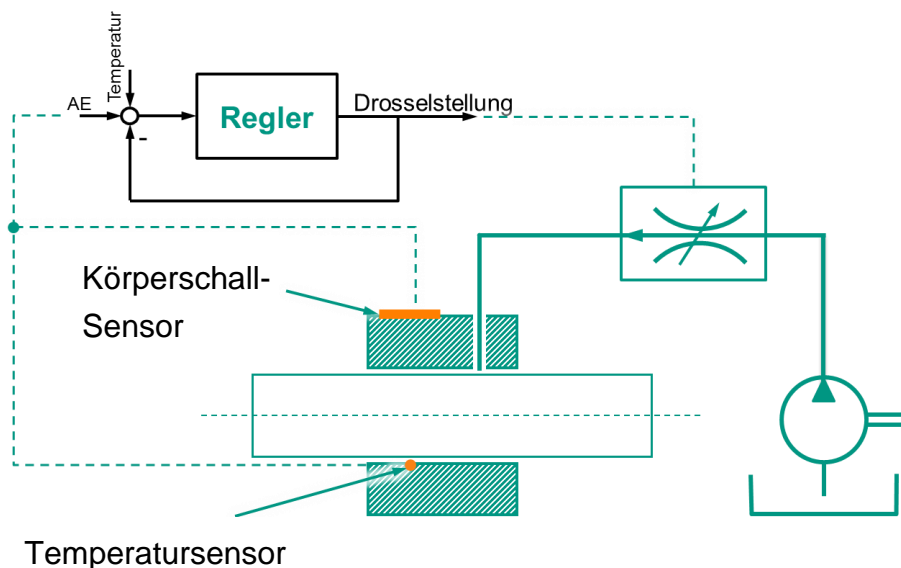 Temperatur
AE
-
Regler
Drosselstellung
Körperschall-
Sensor
Temperatursensor